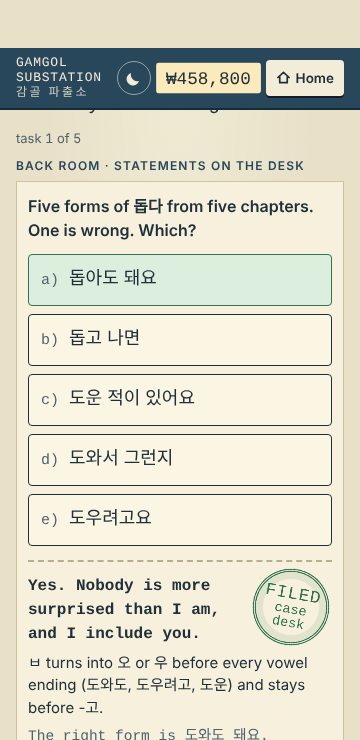 GAMGOL
SUBSTATION
감골 파출소
₩458,800
Home
task 1 of 5
BACK ROOM · STATEMENTS ON THE DESK
Five forms of 돕다 from five chapters.
One is wrong. Which?
a) 돕아도 돼요
b) 돕고 나면
c) 도운 적이 있어요
d) 도와서 그런지
e) 도우려고요
Yes. Nobody is more
surprised than I am,
and I include you.
FILED
case
desk
ㅂ turns into 오 or 우 before every vowel
ending (도와도, 도우려고, 도운) and stays
before -고.
The right form is 도와도 돼요.